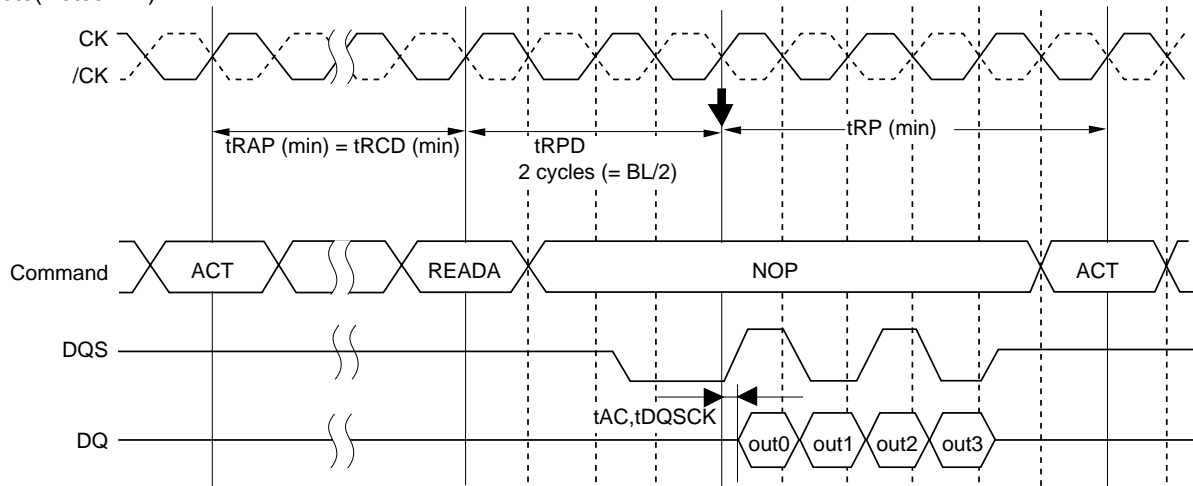 CK
/CK
tRAP (min) = tRCD (min)
tRPD
2 cycles (= BL/2)
tRP (min)
Command
ACT
READA
NOP
ACT
DQS
tAC,tDQSCK
DQ
out0
out1
out2
out3